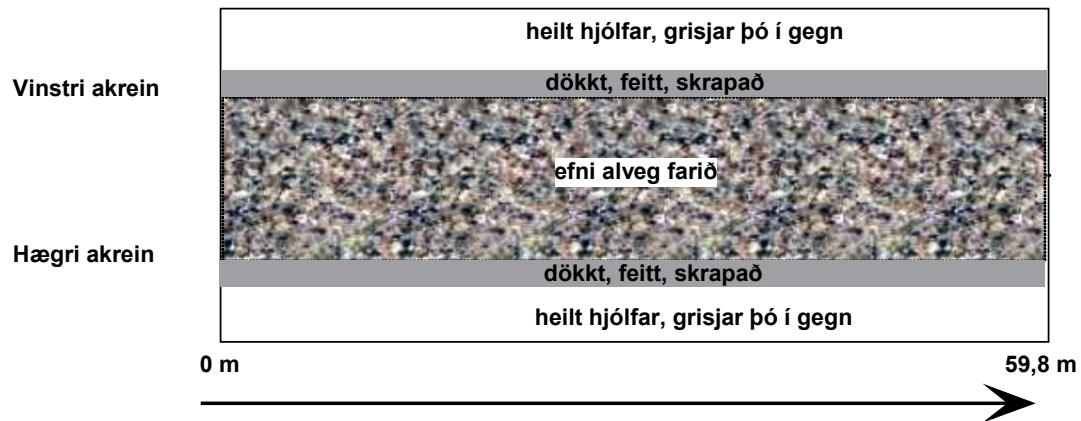 heilt hjólfar, grisjar þó í gegn
Vinstri akrein
dökkt, feitt, skrapað
efni alveg farið
Hægri akrein
dökkt, feitt, skrapað
heilt hjólfar, grisjar þó í gegn
0 m
59,8 m